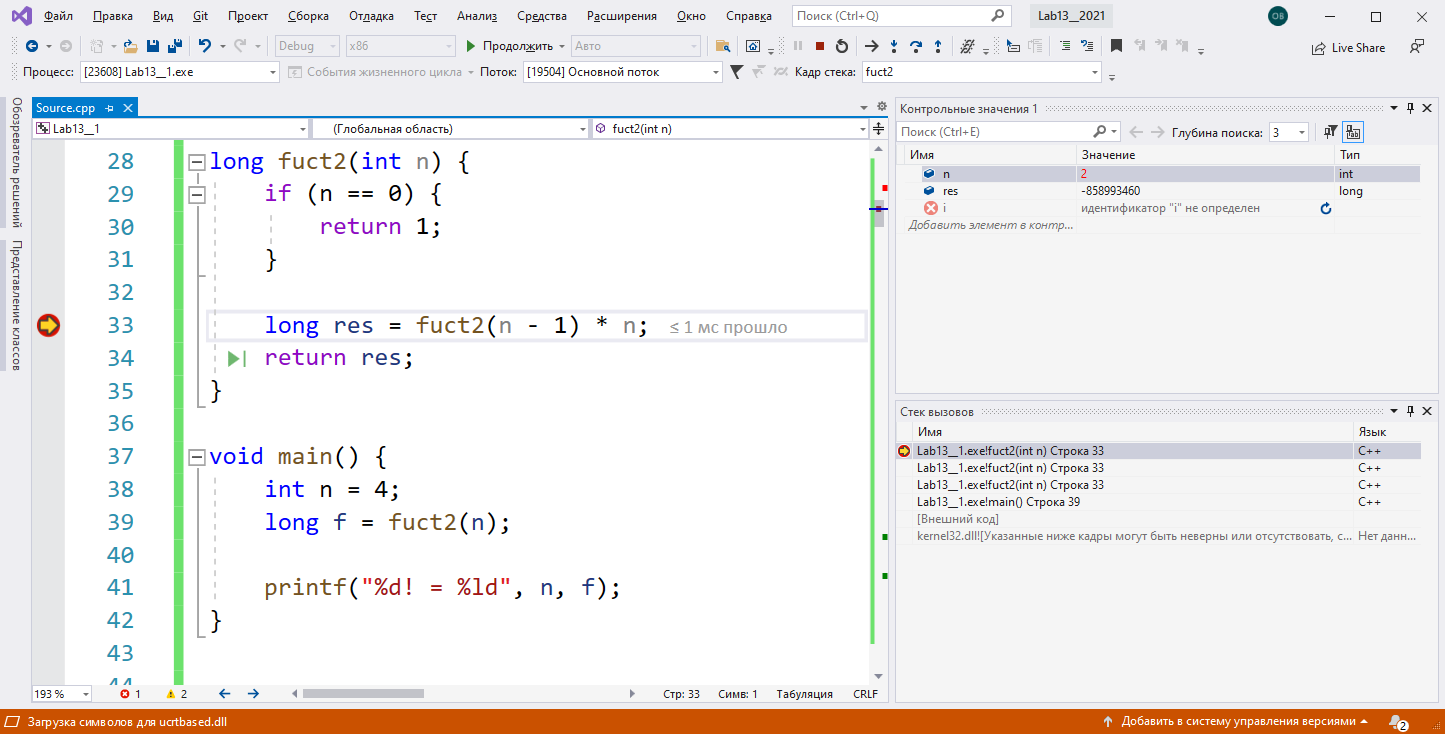 Файл Правка Вид Git Проект Сборка Отладка Тест Анализ Средства Расширения Окно Справка Поиск (Ctrl+Q) Lab13__2021 ОВ
Debug x86 Продолжить Авто Live Share
Процесс: [23608] Lab13__1.exe События жизненного цикла Поток: [19504] Основной поток Кадр стека: fuct2
Обозреватель решений
Представление классов
Source.cpp
Lab13__1 (Глобальная область) fuct2(int n)
28 long fuct2(int n) {
29 if (n == 0) {
30 return 1;
31 }
32
33 long res = fuct2(n - 1) * n; ≤ 1 мс прошло
34 return res;
35 }
36
37 void main() {
38 int n = 4;
39 long f = fuct2(n);
40
41 printf("%d! = %ld", n, f);
42 }
43
44
193 % 1 2 Стр: 33 Симв: 1 Табуляция CRLF
Контрольные значения 1
Поиск (Ctrl+E) Глубина поиска: 3
Имя Значение Тип
n 2 int
res -858993460 long
i идентификатор "i" не определен
Добавить элемент в контр...
Стек вызовов
Имя Язык
Lab13__1.exe!fuct2(int n) Строка 33 C++
Lab13__1.exe!fuct2(int n) Строка 33 C++
Lab13__1.exe!fuct2(int n) Строка 33 C++
Lab13__1.exe!main() Строка 39 C++
[Внешний код]
kernel32.dll![Указанные ниже кадры могут быть неверны или отсутствовать, с... Нет данн...
Загрузка символов для ucrtbased.dll Добавить в систему управления версиями 2